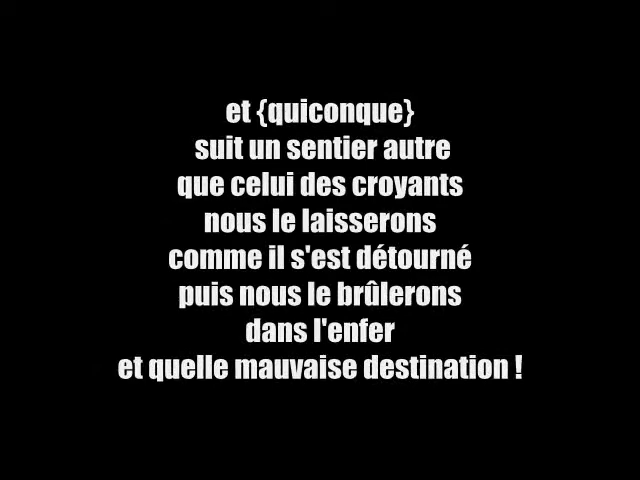 et {quiconque}
suit un sentier autre
que celui des croyants
nous le laisserons
comme il s'est détourné
puis nous le brûlerons
dans l'enfer
et quelle mauvaise destination !